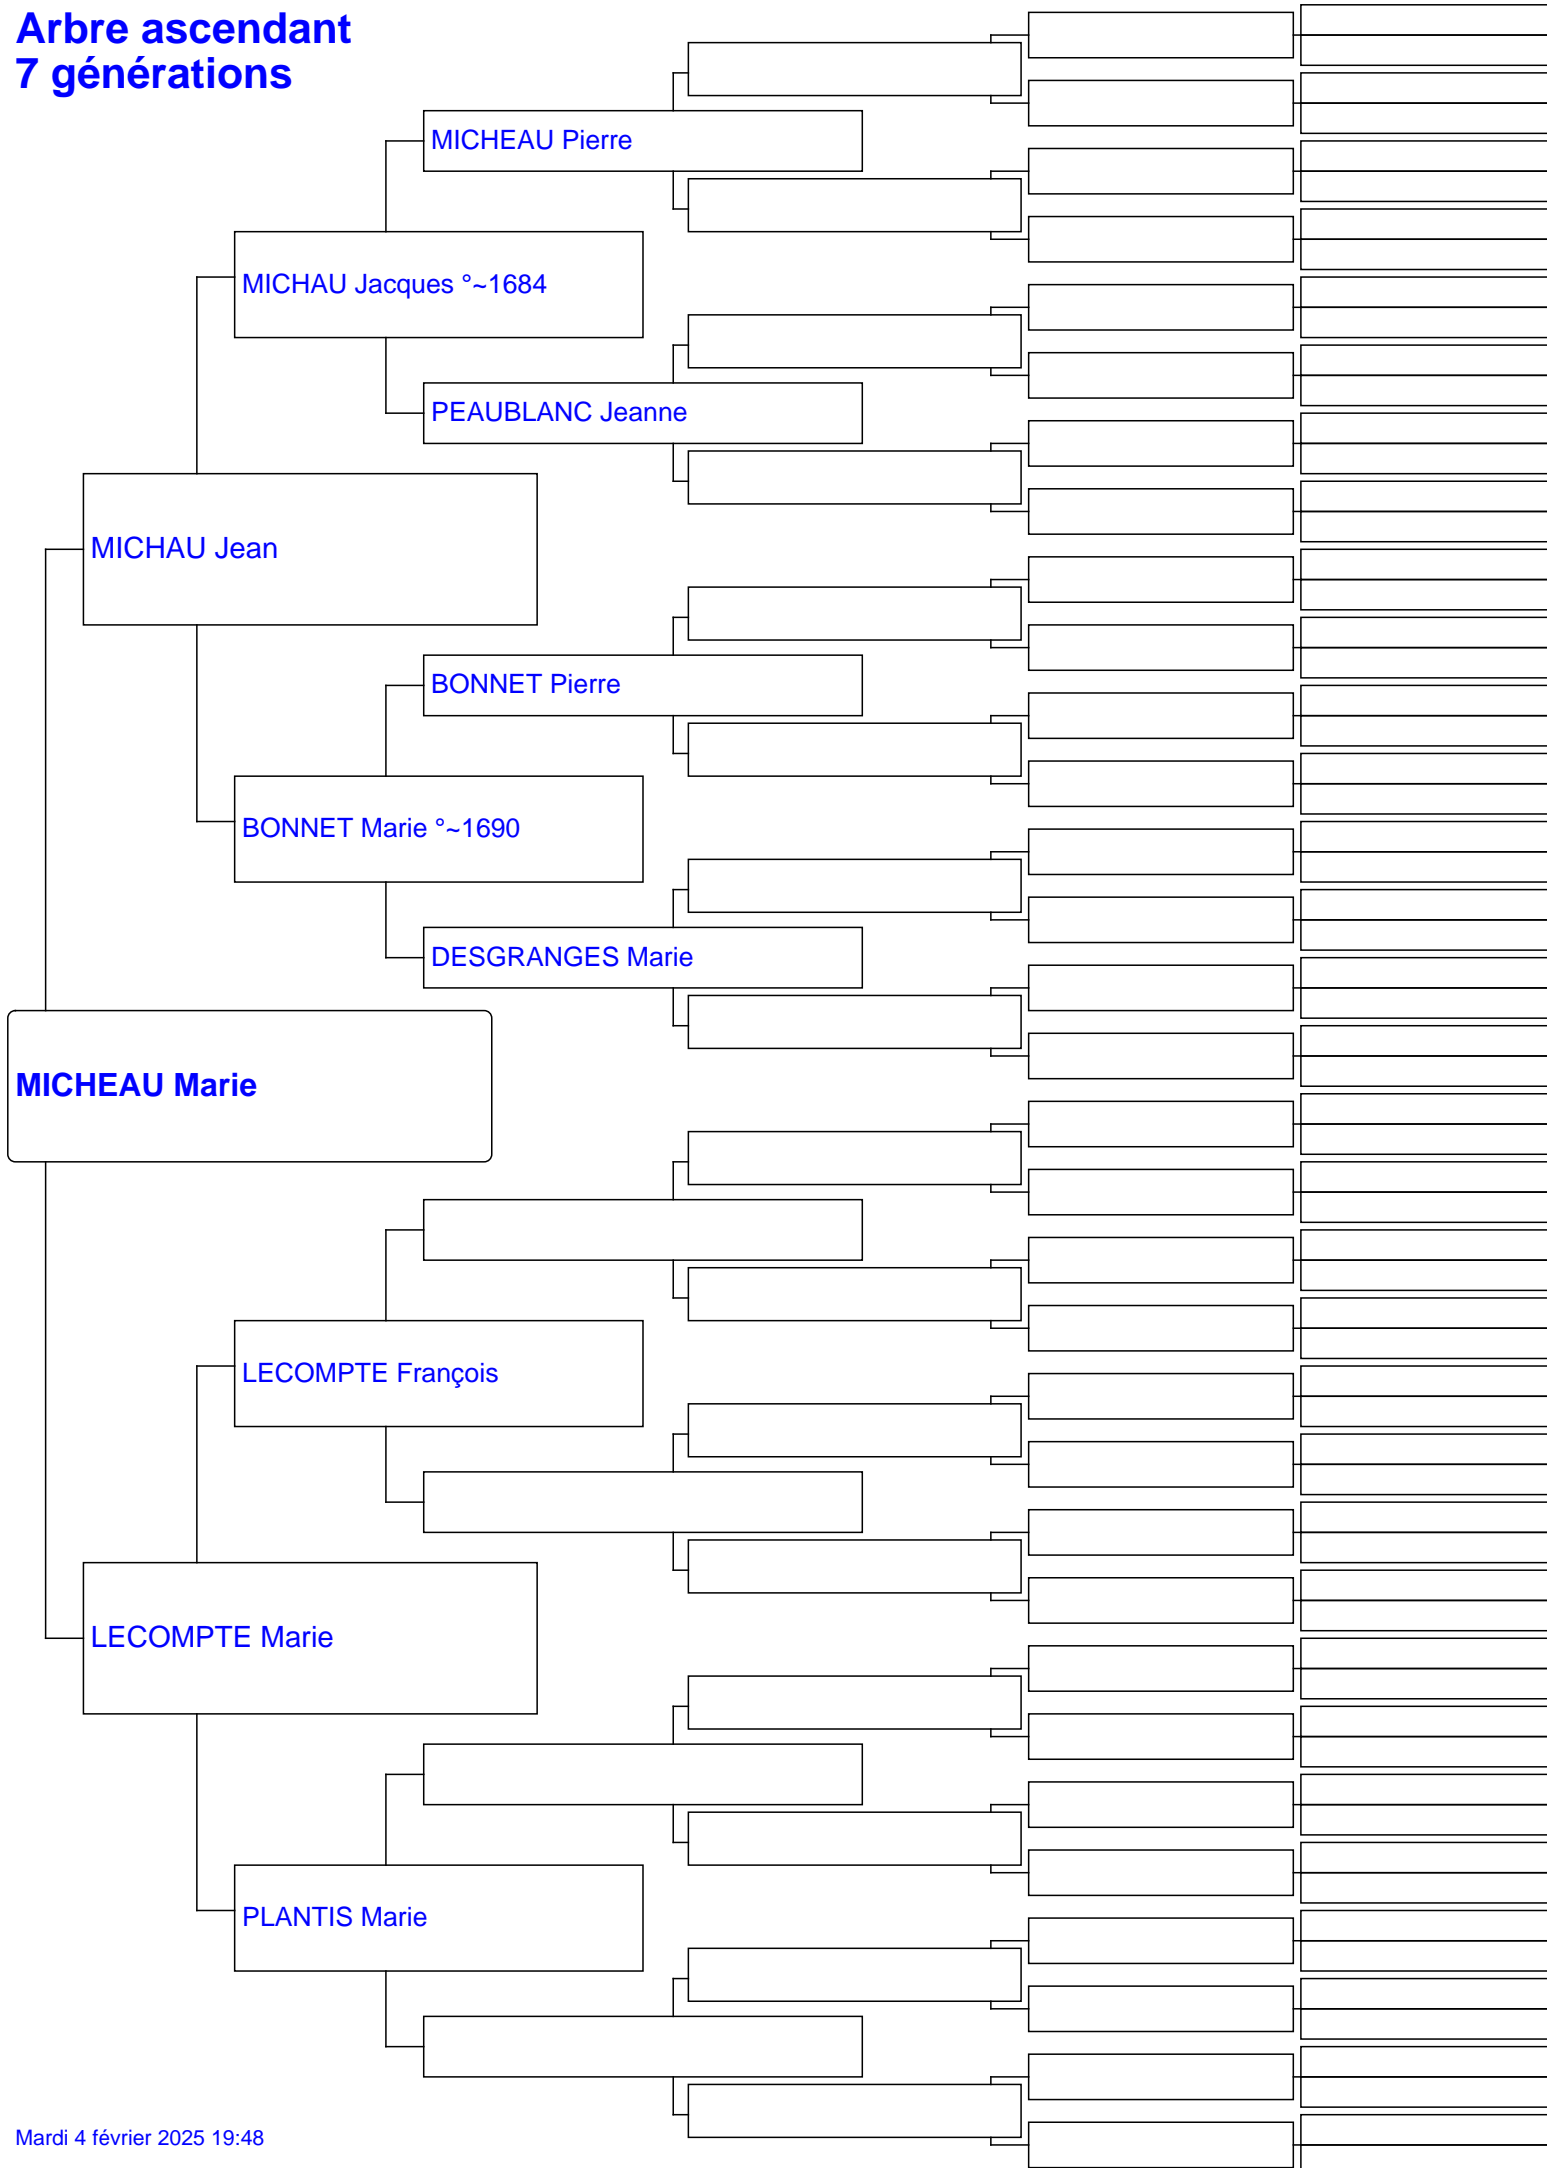 Arbre ascendant
7 générations
MICHEAU Pierre
MICHAU Jacques °~1684
PEAUBLANC Jeanne
MICHAU Jean
BONNET Pierre
BONNET Marie °~1690
DESGRANGES Marie
MICHEAU Marie
LECOMPTE François
LECOMPTE Marie
PLANTIS Marie
Mardi 4 février 2025 19:48